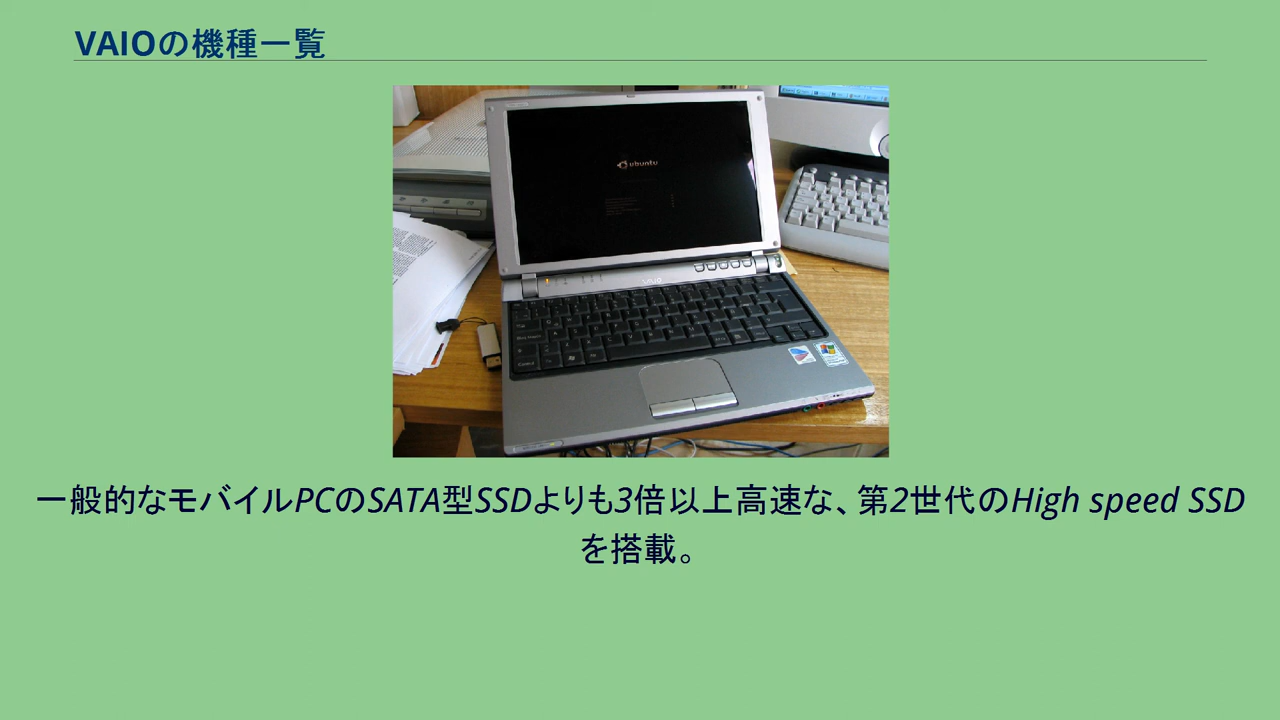 VAIOの機種一覧
ubuntu
VAIO
一般的なモバイルPCのSATA型SSDよりも3倍以上高速な、第2世代のHigh speed SSD
を搭載。